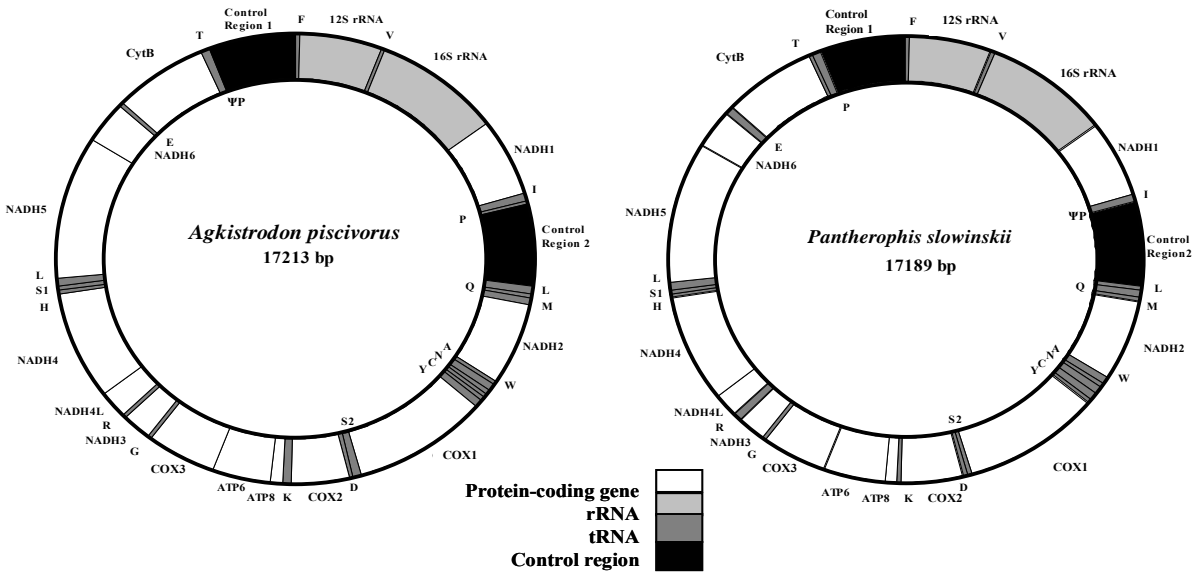 Control
Region 1
F
12S rRNA
V
16S rRNA
NADH1
I
P
Control
Region 2
Q
L
M
NADH2
A
N
C
Y
W
COX1
S2
D
COX2
K
ATP8
ATP6
COX3
G
NADH3
R
NADH4L
NADH4
H
S1
L
NADH5
NADH6
E
CytB
T
ΨP
Agkistrodon piscivorus
17213 bp
Control
Region 1
F
12S rRNA
V
16S rRNA
NADH1
I
ΨP
Control
Region2
Q
L
M
NADH2
A
N
C
Y
W
COX1
S2
D
COX2
K
ATP8
ATP6
COX3
G
NADH3
R
NADH4L
NADH4
H
S1
L
NADH5
NADH6
E
CytB
T
P
Pantherophis slowinskii
17189 bp
Protein-coding gene
rRNA
tRNA
Control region